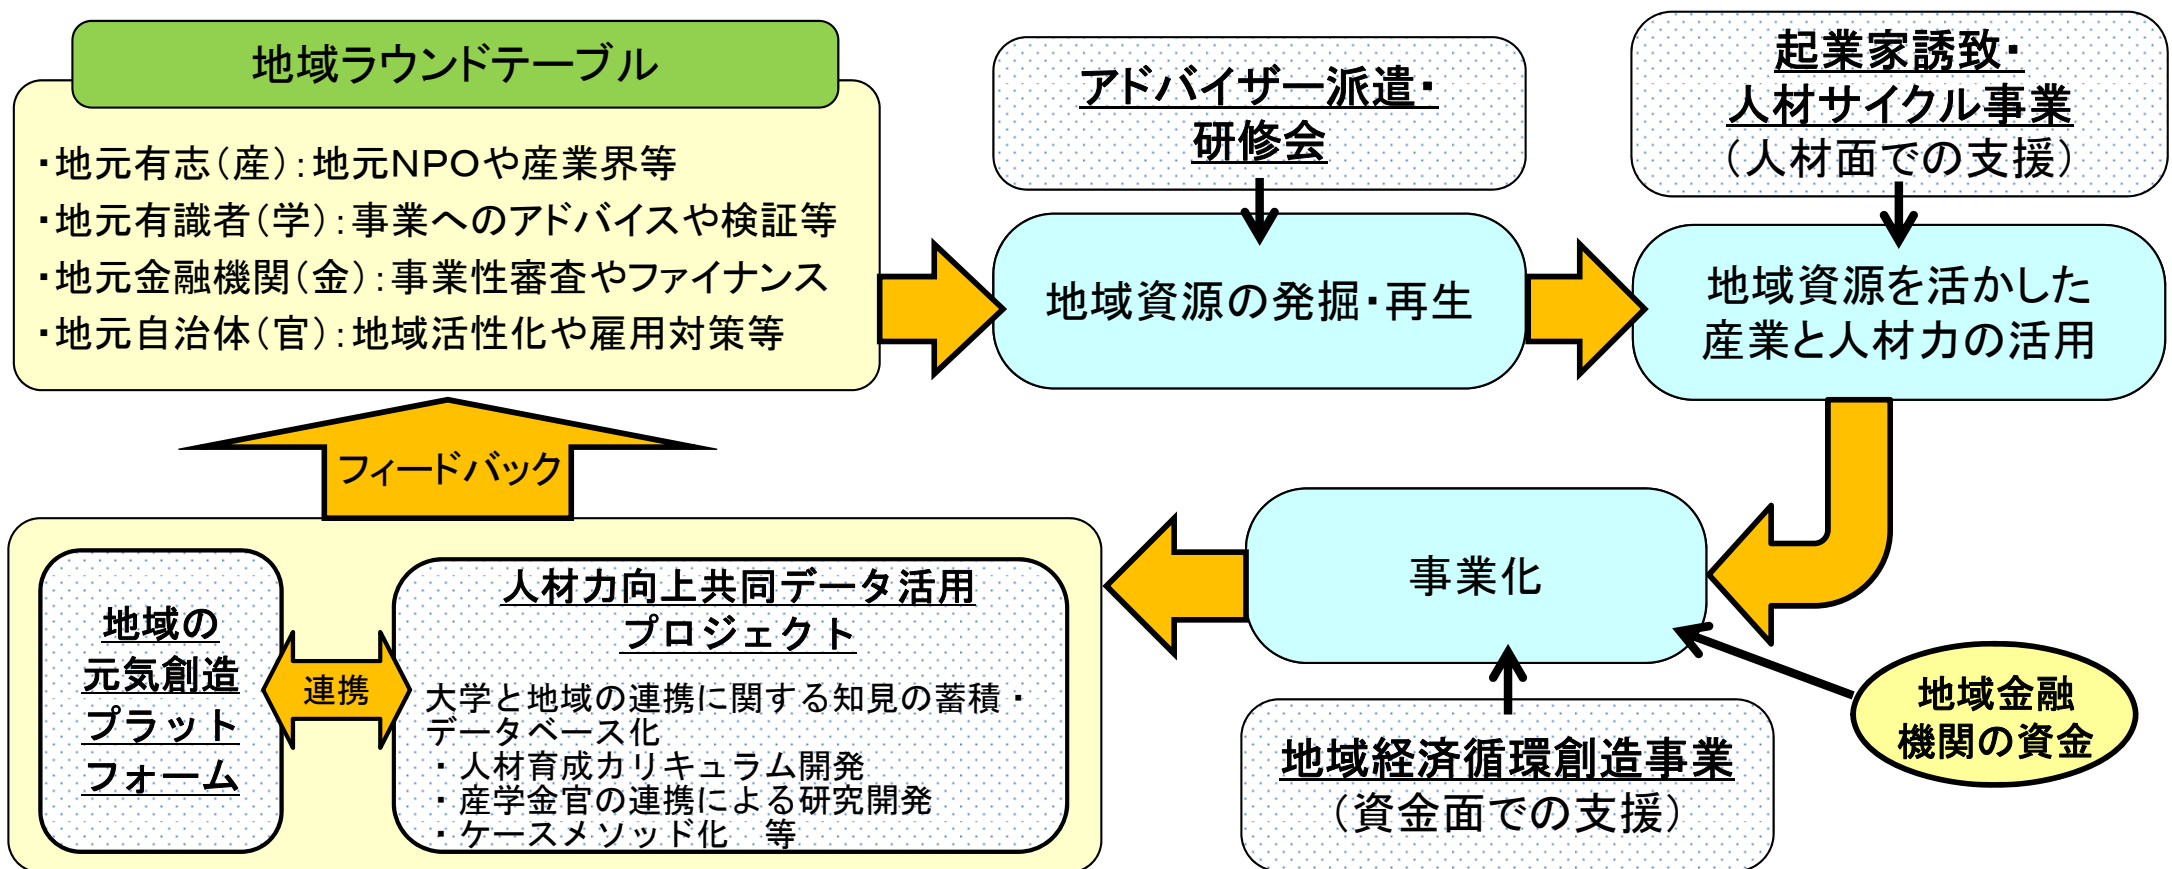 地域ラウンドテーブル
・地元有志（産）：地元ＮＰＯや産業界等
・地元有識者（学）：事業へのアドバイスや検証等
・地元金融機関（金）：事業性審査やファイナンス
・地元自治体（官）：地域活性化や雇用対策等
アドバイザー派遣・
研修会
地域資源の発掘・再生
起業家誘致・
人材サイクル事業
（人材面での支援）
地域資源を活かした
産業と人材力の活用
事業化
地域経済循環創造事業
（資金面での支援）
地域金融
機関の資金
フィードバック
地域の
元気創造
プラット
フォーム
連携
人材力向上共同データ活用
プロジェクト
大学と地域の連携に関する知見の蓄積・
データベース化
・人材育成カリキュラム開発
・産学金官の連携による研究開発
・ケースメソッド化　等